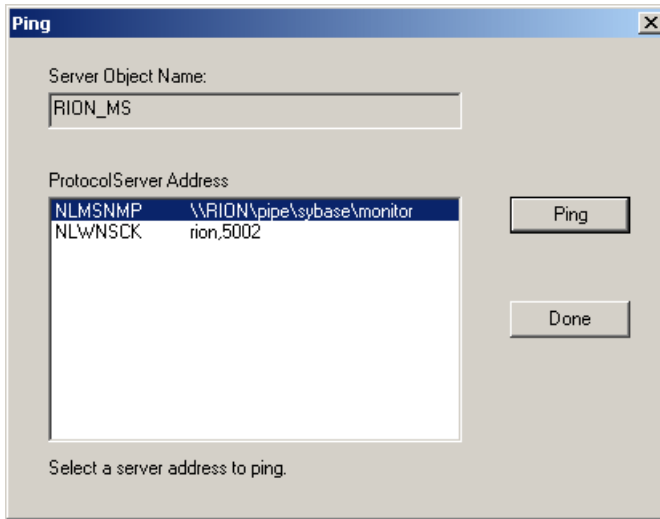 Ping
Server Object Name:
RION_MS
ProtocolServer Address
NLMSNMP \\RION\pipe\sybase\monitor
NLWNSCK rion,5002
Ping
Done
Select a server address to ping.